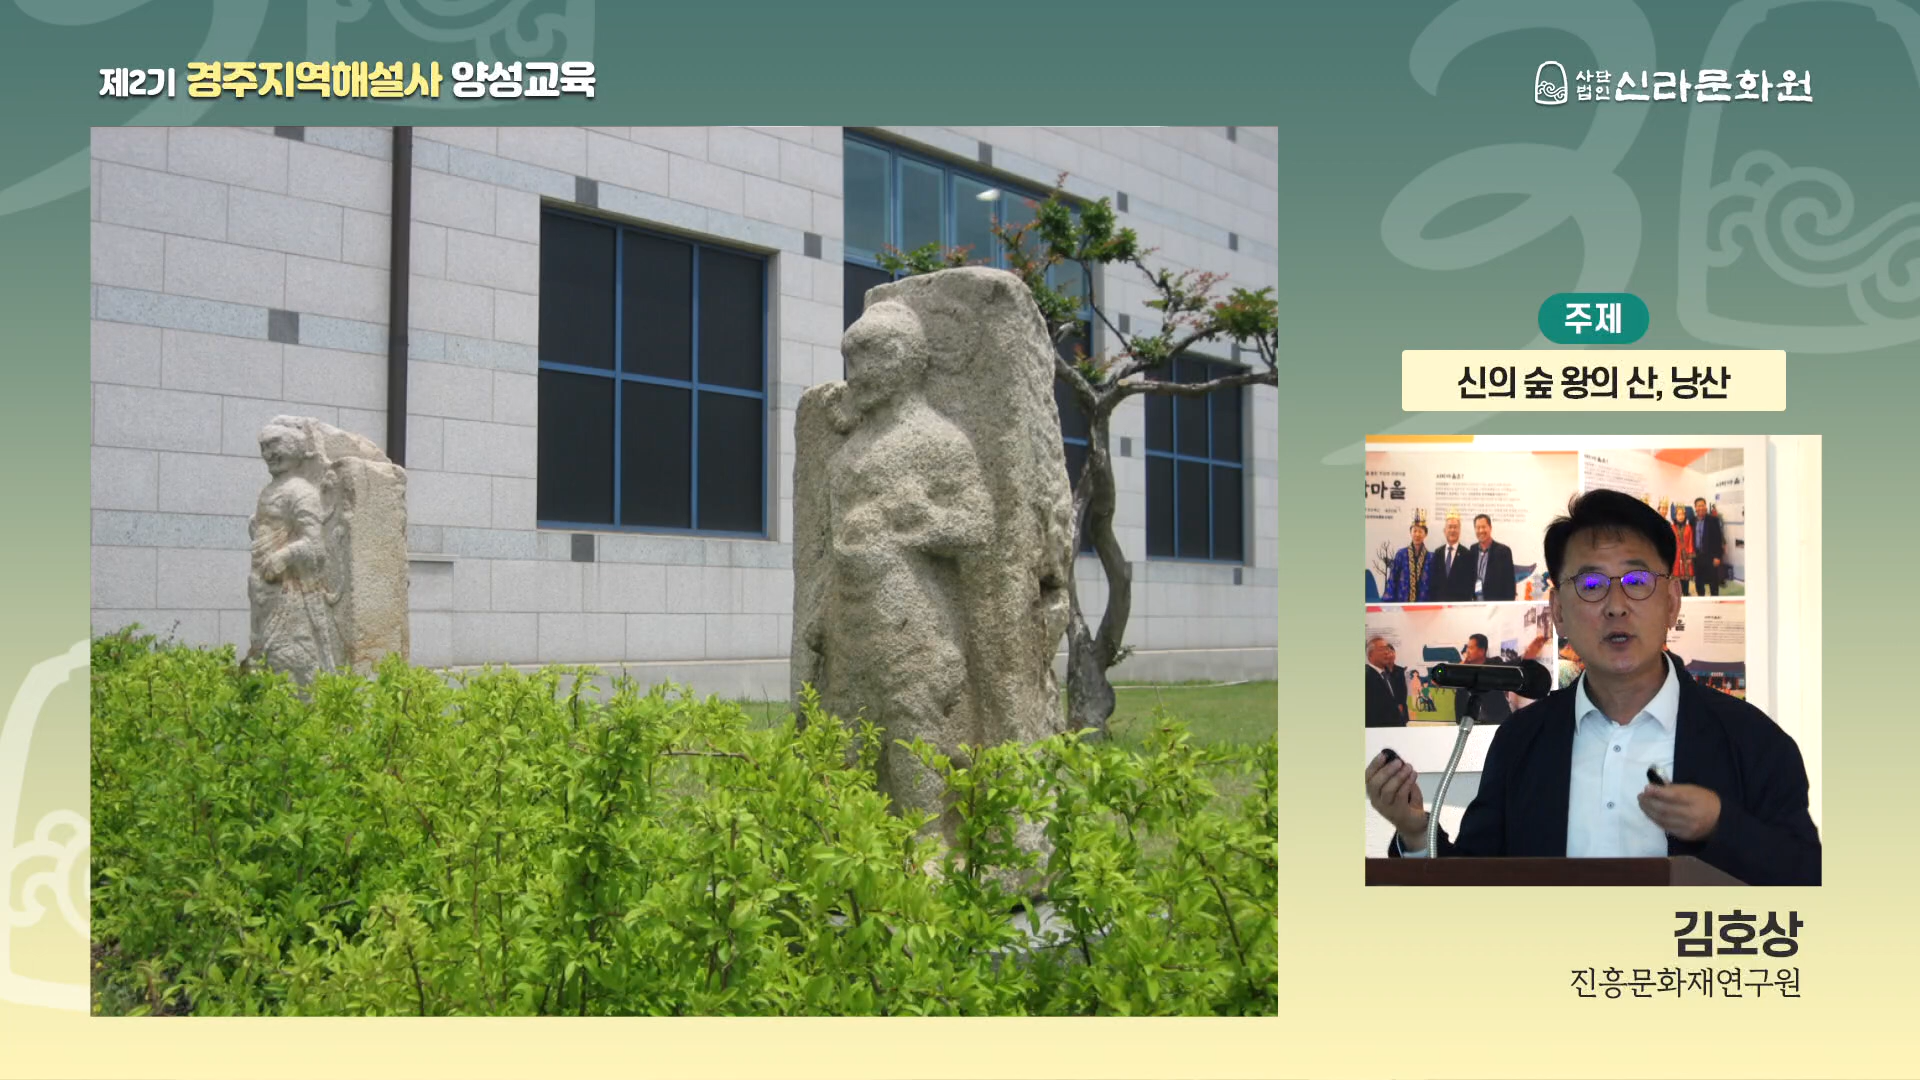 제2기 경주지역해설사 양성교육
사단법인 신라문화원
주제
신의 숲 왕의 산, 낭산
마을
김호상
진흥문화재연구원